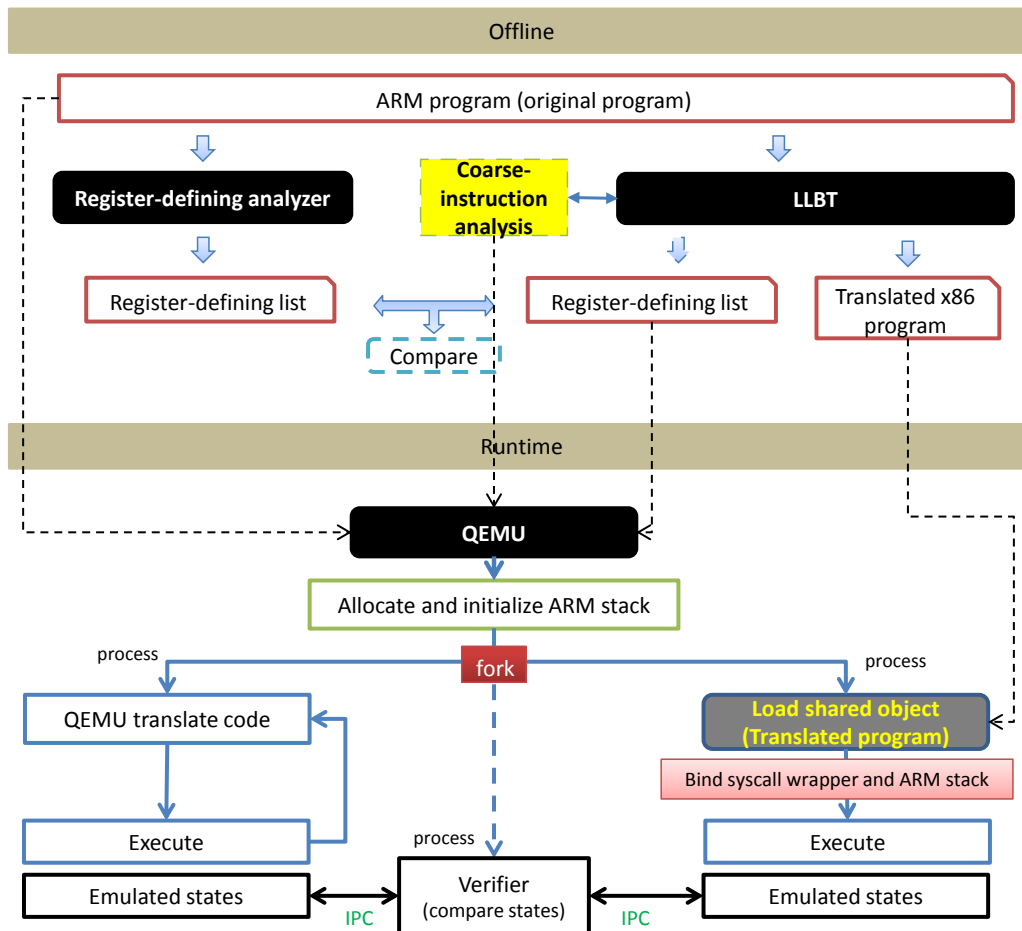 Offline
ARM program (original program)
Coarse-
instruction
analysis
Register-defining analyzer
LLBT
Register-defining list
Register-defining list
Translated x86
program
Compare
Runtime
QEMU
Allocate and initialize ARM stack
process
fork
process
QEMU translate code
Load shared object
(Translated program)
Bind syscall wrapper and ARM stack
Execute
process
Execute
Emulated states
IPC
Verifier
(compare states)
IPC
Emulated states